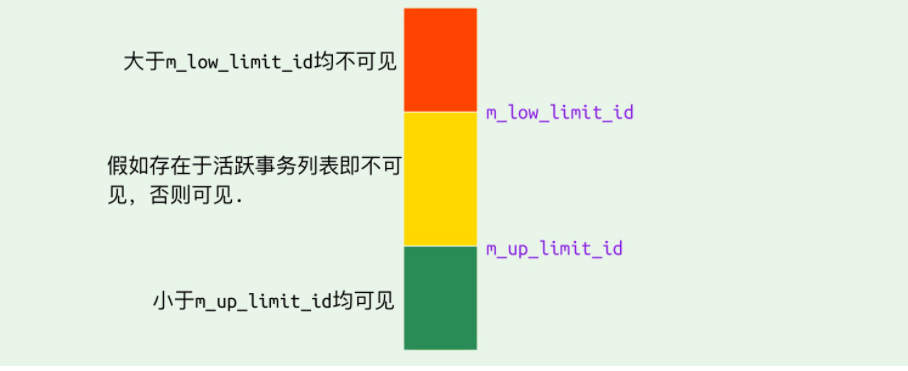 大于m_low_limit_id均不可见
m_low_limit_id
假如存在于活跃事务列表即不可
见，否则可见.
m_up_limit_id
小于m_up_limit_id均可见